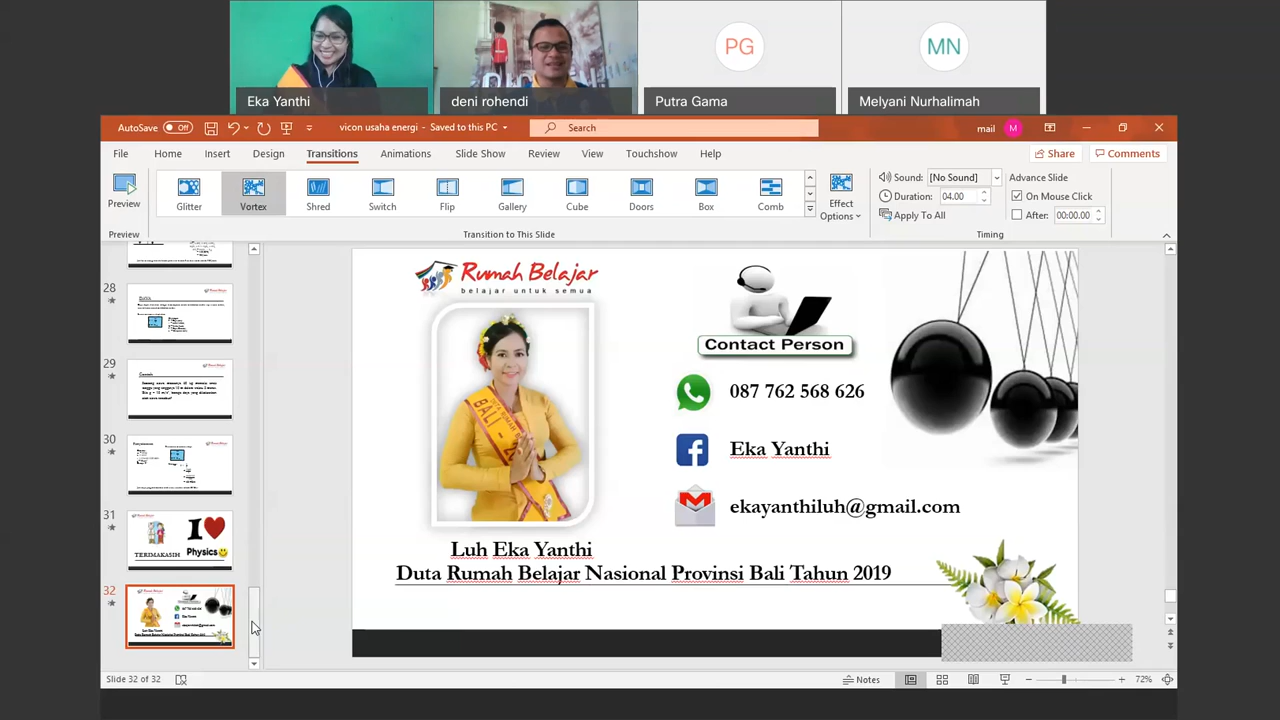 PG
MN
Eka Yanthi
deni rohendi
Putra Gama
Melyani Nurhalimah
AutoSave Off
vicon usaha energi - Saved to this PC
Search
mail M
File Home Insert Design Transitions Animations Slide Show Review View Touchshow Help
Share Comments
Preview
Glitter Vortex Shred Switch Flip Gallery Cube Doors Box Comb
Effect
Options
Sound: [No Sound]
Duration: 04.00
Apply To All
Advance Slide
On Mouse Click
After: 00:00.00
Preview
Transition to This Slide
Timing
28
29
30
31
I
TERIMAKASIH
Physics
32
Rumah Belajar
belajar untuk semua
BALI
Contact Person
087 762 568 626
Eka Yanthi
ekayanthiluh@gmail.com
Luh Eka Yanthi
Duta Rumah Belajar Nasional Provinsi Bali Tahun 2019
Slide 32 of 32
Notes
72%